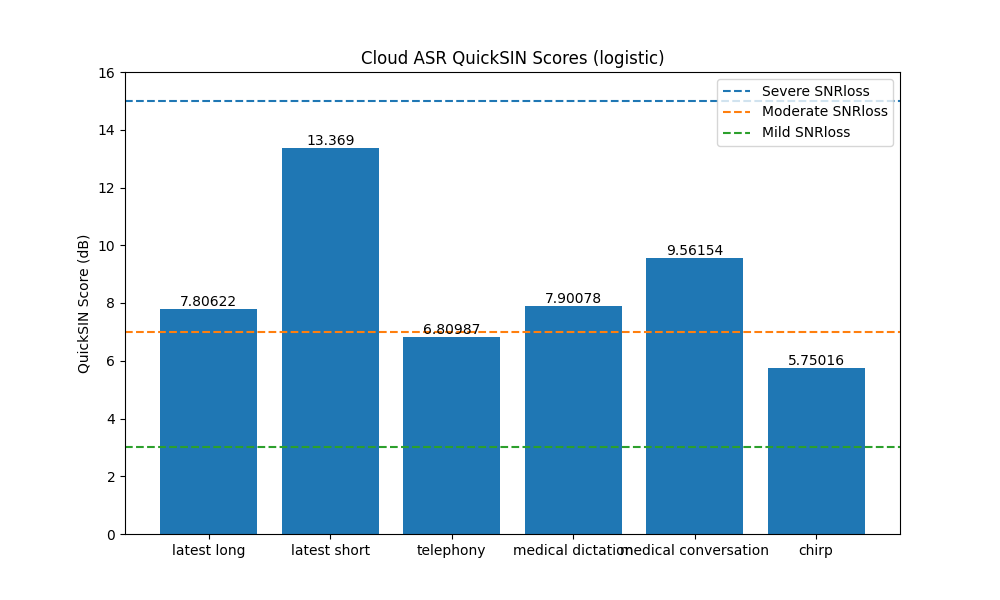 Cloud ASR QuickSIN Scores (logistic)
Severe SNRloss
Moderate SNRloss
Mild SNRloss
QuickSIN Score (dB)
16
14
12
10
8
6
4
2
0
7.80622
13.369
6.80987
7.90078
9.56154
5.75016
latest long
latest short
telephony
medical dictation
medical conversation
chirp